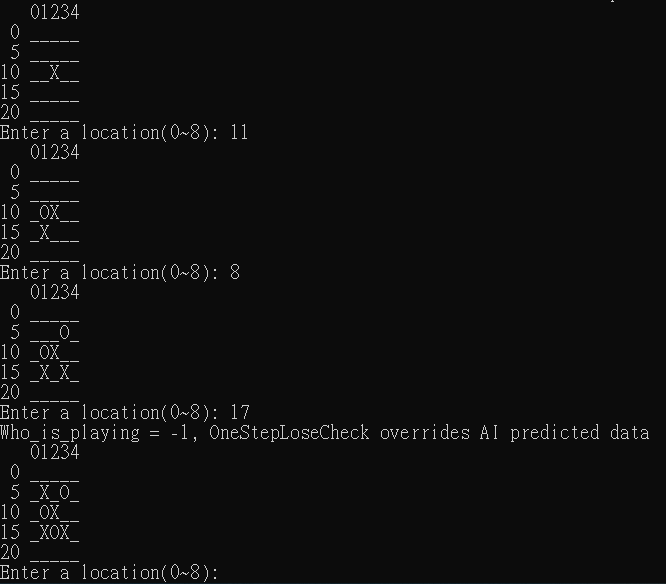 01234
0 _____
5 _____
10 __X__
15 _____
20 _____
Enter a location(0~8): 11
01234
0 _____
5 _____
10 _OX__
15 _X___
20 _____
Enter a location(0~8): 8
01234
0 _____
5 ___O_
10 _OX__
15 _X_X_
20 _____
Enter a location(0~8): 17
Who_is_playing = -1, OneStepLoseCheck overrides AI predicted data
01234
0 _____
5 _X_O_
10 _OX__
15 _XOX_
20 _____
Enter a location(0~8):